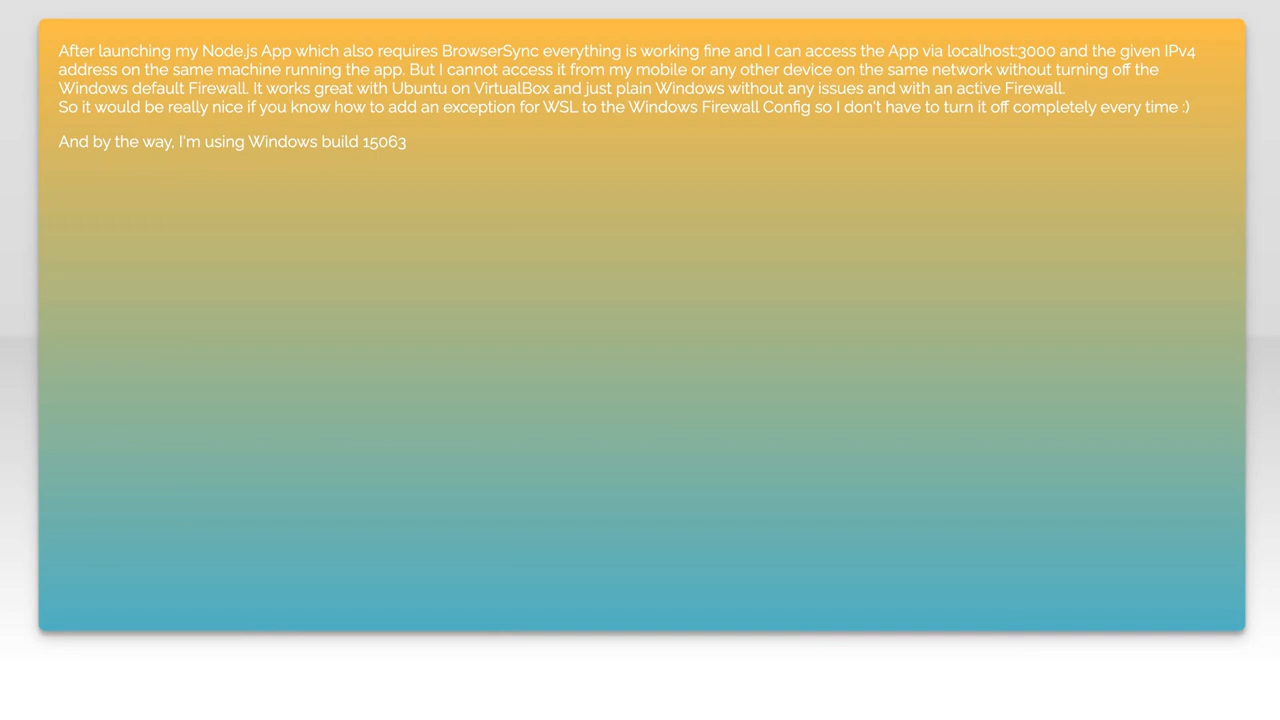 After launching my Node.js App which also requires BrowserSync everything is working fine and I can access the App via localhost:3000 and the given IPv4
address on the same machine running the app. But I cannot access it from my mobile or any other device on the same network without turning off the
Windows default Firewall. It works great with Ubuntu on VirtualBox and just plain Windows without any issues and with an active Firewall.
So it would be really nice if you know how to add an exception for WSL to the Windows Firewall Config so I don't have to turn it off completely every time :)
And by the way, I'm using Windows build 15063